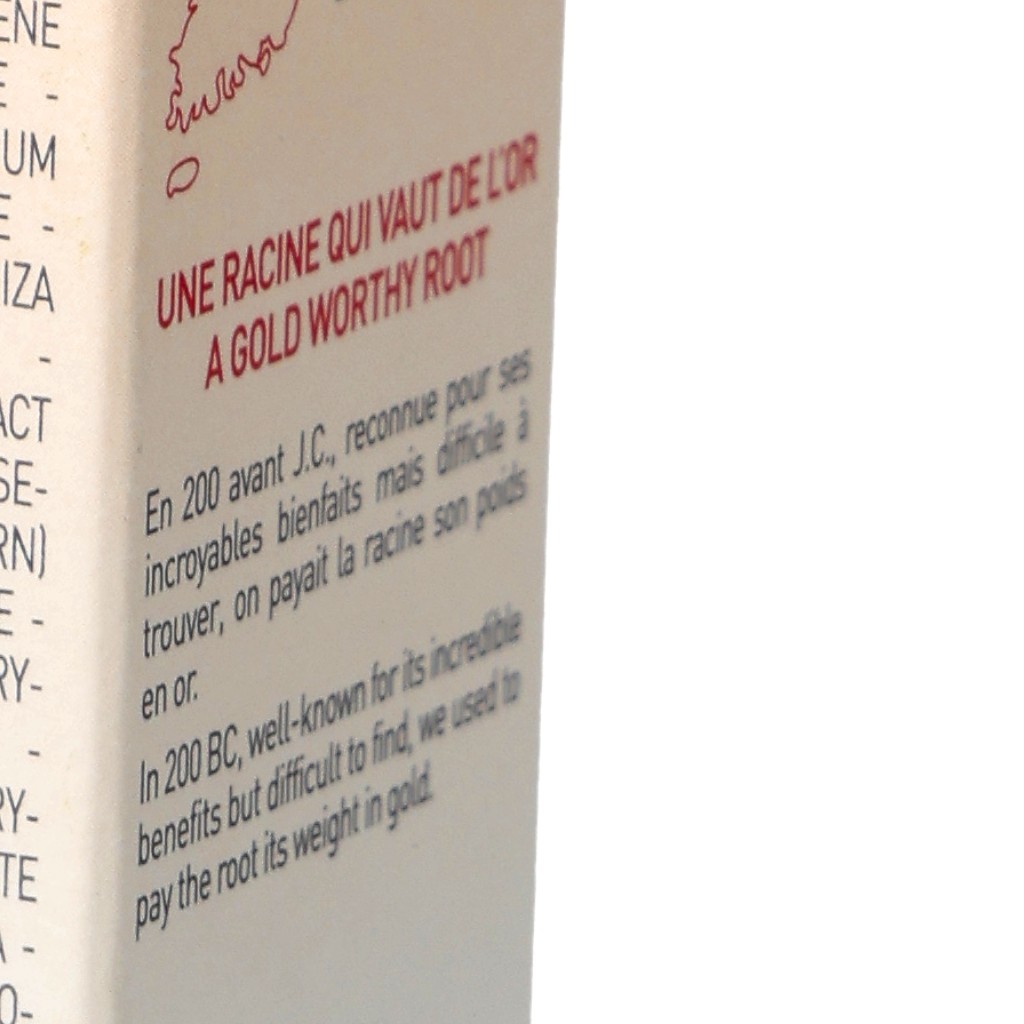 ENE
E -
UM
E -
IZA
-
ACT
SE-
RN)
E -
RY-
-
RY-
TE
A -
O-
UNE RACINE QUI VAUT DE L'OR
A GOLD WORTHY ROOT
En 200 avant J.C., reconnue pour ses
incroyables bienfaits mais difficile à
trouver, on payait la racine son poids
en or.
In 200 BC, well-known for its incredible
benefits but difficult to find, we used to
pay the root its weight in gold.